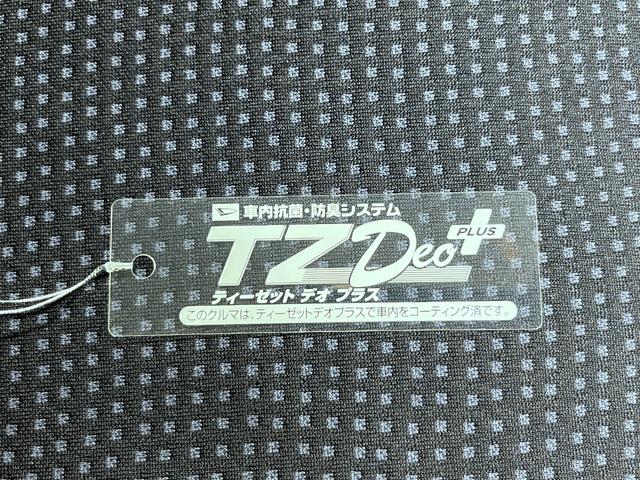 車内抗菌・防臭システム
TZ Deo+ PLUS
ティーゼット デオ プラス
このクルマは、ティーゼットデオプラスで車内をコーティング済です。